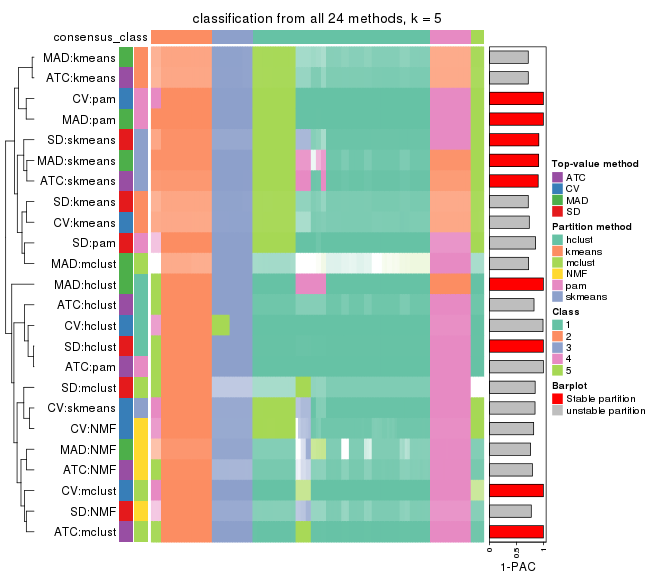 classification from all 24 methods, k = 5
consensus_class
MAD:kmeans
ATC:kmeans
CV:pam
MAD:pam
SD:skmeans
MAD:skmeans
ATC:skmeans
SD:kmeans
CV:kmeans
SD:pam
MAD:mclust
MAD:hclust
ATC:hclust
CV:hclust
SD:hclust
ATC:pam
SD:mclust
CV:skmeans
CV:NMF
MAD:NMF
ATC:NMF
CV:mclust
SD:NMF
ATC:mclust
0
0.5
1
1-PAC
Top-value method
ATC
CV
MAD
SD
Partition method
hclust
kmeans
mclust
NMF
pam
skmeans
Class
1
2
3
4
5
Barplot
Stable partition
unstable partition